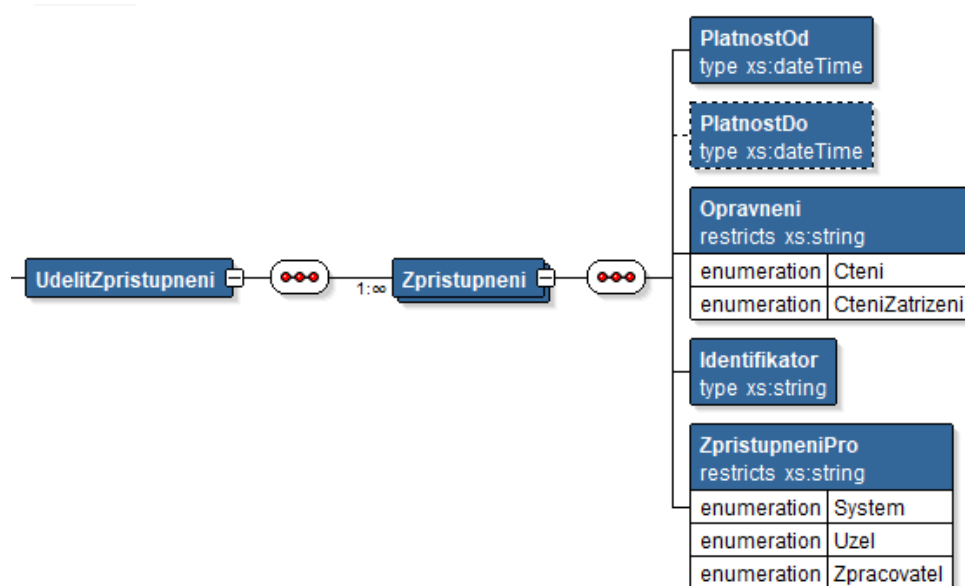 PlatnostOd
type xs:dateTime
PlatnostDo
type xs:dateTime
Opravneni
restricts xs:string
enumeration Cteni
enumeration CteniZatrizeni
UdelitZpristupneni
1:∞
Zpristupneni
Identifikator
type xs:string
ZpristupneniPro
restricts xs:string
enumeration System
enumeration Uzel
enumeration Zpracovatel